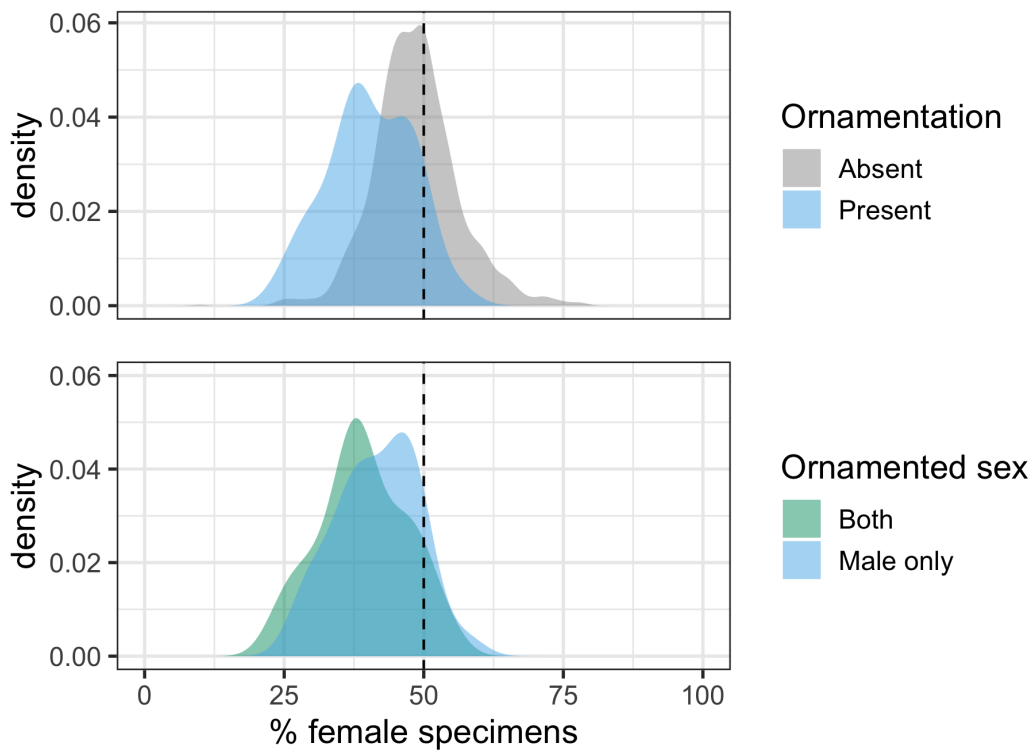 0.06
0.04
0.02
0.00
density
Ornamentation
Absent
Present
0.06
0.04
0.02
0.00
density
Ornamented sex
Both
Male only
0
25
50
75
100
% female specimens